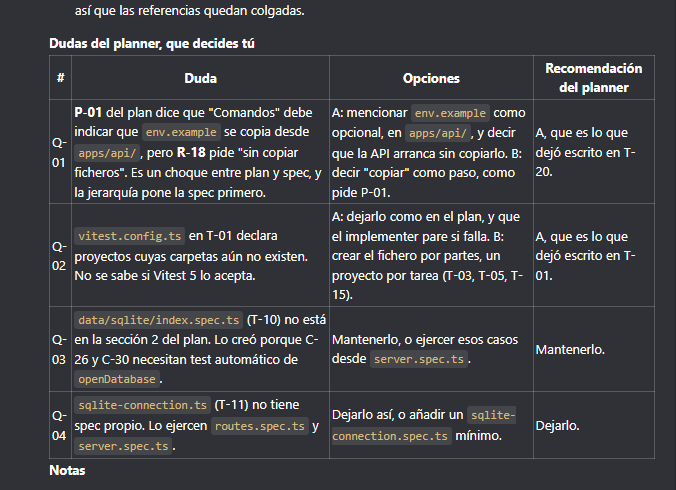 así que las referencias quedan colgadas.
Dudas del planner, que decides tú
# Duda Opciones Recomendación del planner
Q-01
P-01 del plan dice que "Comandos" debe
indicar que env.example se copia desde
apps/api/, pero R-18 pide "sin copiar
ficheros". Es un choque entre plan y spec, y
la jerarquía pone la spec primero.
A: mencionar env.example como
opcional, en apps/api/, y decir
que la API arranca sin copiarlo. B:
decir "copiar" como paso, como
pide P-01.
A, que es lo que
dejó escrito en T-
20.
Q-02
vitest.config.ts en T-01 declara
proyectos cuyas carpetas aún no existen.
No se sabe si Vitest 5 lo acepta.
A: dejarlo como en el plan, y que
el implementer pare si falla. B:
crear el fichero por partes, un
proyecto por tarea (T-03, T-05, T-
15).
A, que es lo que
dejó escrito en T-
01.
Q-03
data/sqlite/index.spec.ts (T-10) no está
en la sección 2 del plan. Lo creó porque C-
26 y C-30 necesitan test automático de
openDatabase.
Mantenerlo, o ejercer esos casos
desde server.spec.ts.
Mantenerlo.
Q-04
sqlite-connection.ts (T-11) no tiene
spec propio. Lo ejercen routes.spec.ts y
server.spec.ts.
Dejarlo así, o añadir un sqlite-
connection.spec.ts mínimo.
Dejarlo.
Notas